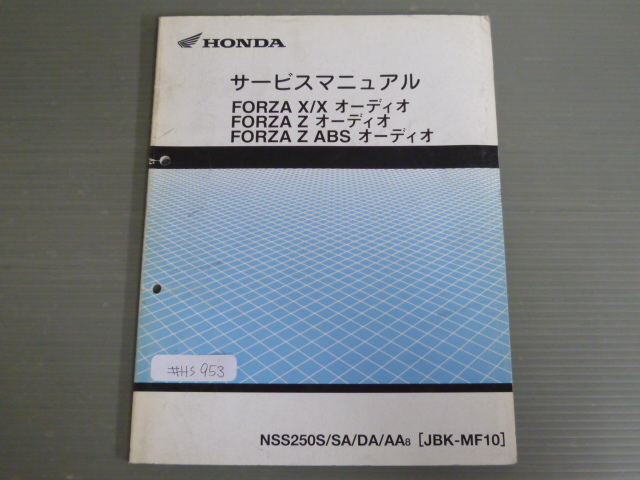 HONDA
サービスマニュアル
FORZA X/X オーディオ
FORZA Z オーディオ
FORZA Z ABS オーディオ
#HS 953
NSS250S/SA/DA/AA8 [JBK-MF10]